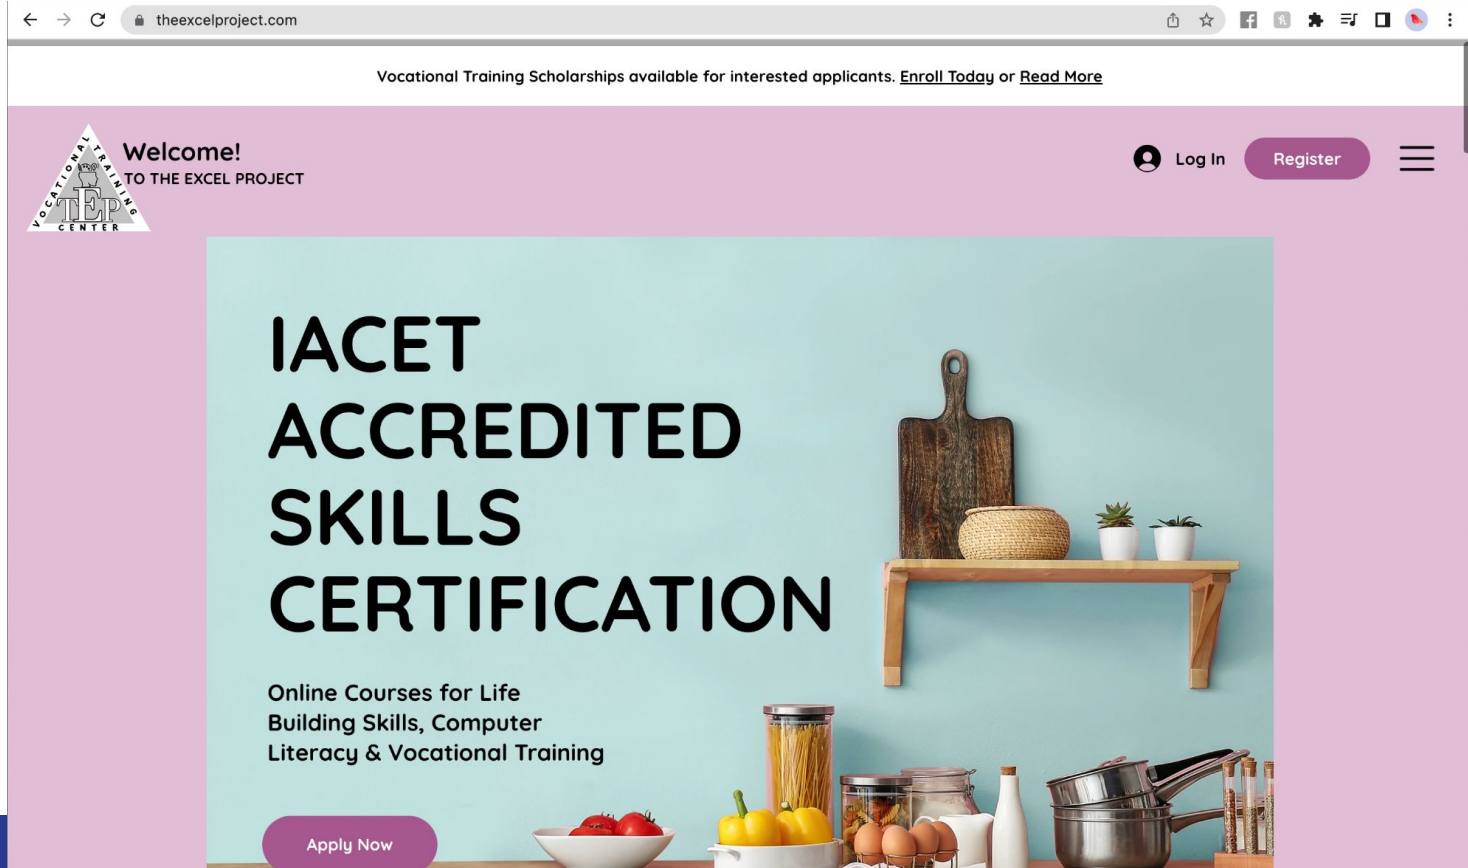 theexcelproject.com
Vocational Training Scholarships available for interested applicants. Enroll Today or Read More
VOCATIONAL TRAINING
TEP
CENTER
Welcome!
TO THE EXCEL PROJECT
Log In
Register
IACET
ACCREDITED
SKILLS
CERTIFICATION
Online Courses for Life
Building Skills, Computer
Literacy & Vocational Training
Apply Now